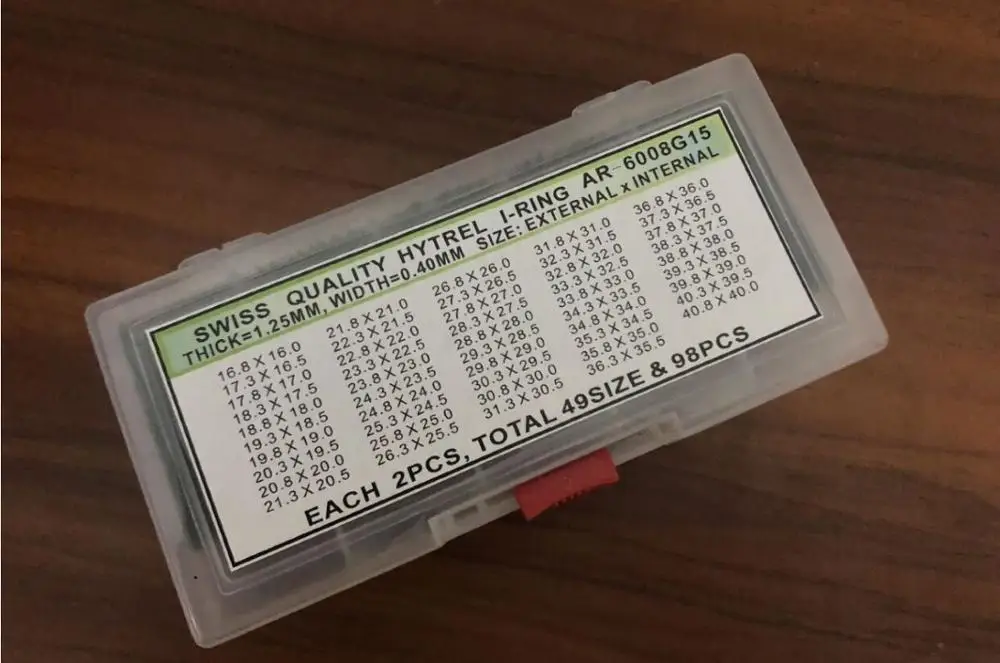 SWISS QUALITY HYTREL I-RING AR-6008G15
THICK=1.25MM, WIDTH=0.40MM SIZE: EXTERNAL x INTERNAL
16.8 X 16.0
17.3 X 16.5
17.8 X 17.0
18.3 X 17.5
18.8 X 18.0
19.3 X 18.5
19.8 X 19.0
20.3 X 19.5
20.8 X 20.0
21.3 X 20.5
21.8 X 21.0
22.3 X 21.5
22.8 X 22.0
23.3 X 22.5
23.8 X 23.0
24.3 X 23.5
24.8 X 24.0
25.3 X 24.5
25.8 X 25.0
26.3 X 25.5
26.8 X 26.0
27.3 X 26.5
27.8 X 27.0
28.3 X 27.5
28.8 X 28.0
29.3 X 28.5
29.8 X 29.0
30.3 X 29.5
30.8 X 30.0
31.3 X 30.5
31.8 X 31.0
32.3 X 31.5
32.8 X 32.0
33.3 X 32.5
33.8 X 33.0
34.3 X 33.5
34.8 X 34.0
35.3 X 34.5
35.8 X 35.0
36.3 X 35.5
36.8 X 36.0
37.3 X 36.5
37.8 X 37.0
38.3 X 37.5
38.8 X 38.0
39.3 X 38.5
39.8 X 39.0
40.3 X 39.5
40.8 X 40.0
EACH 2PCS, TOTAL 49SIZE & 98PCS